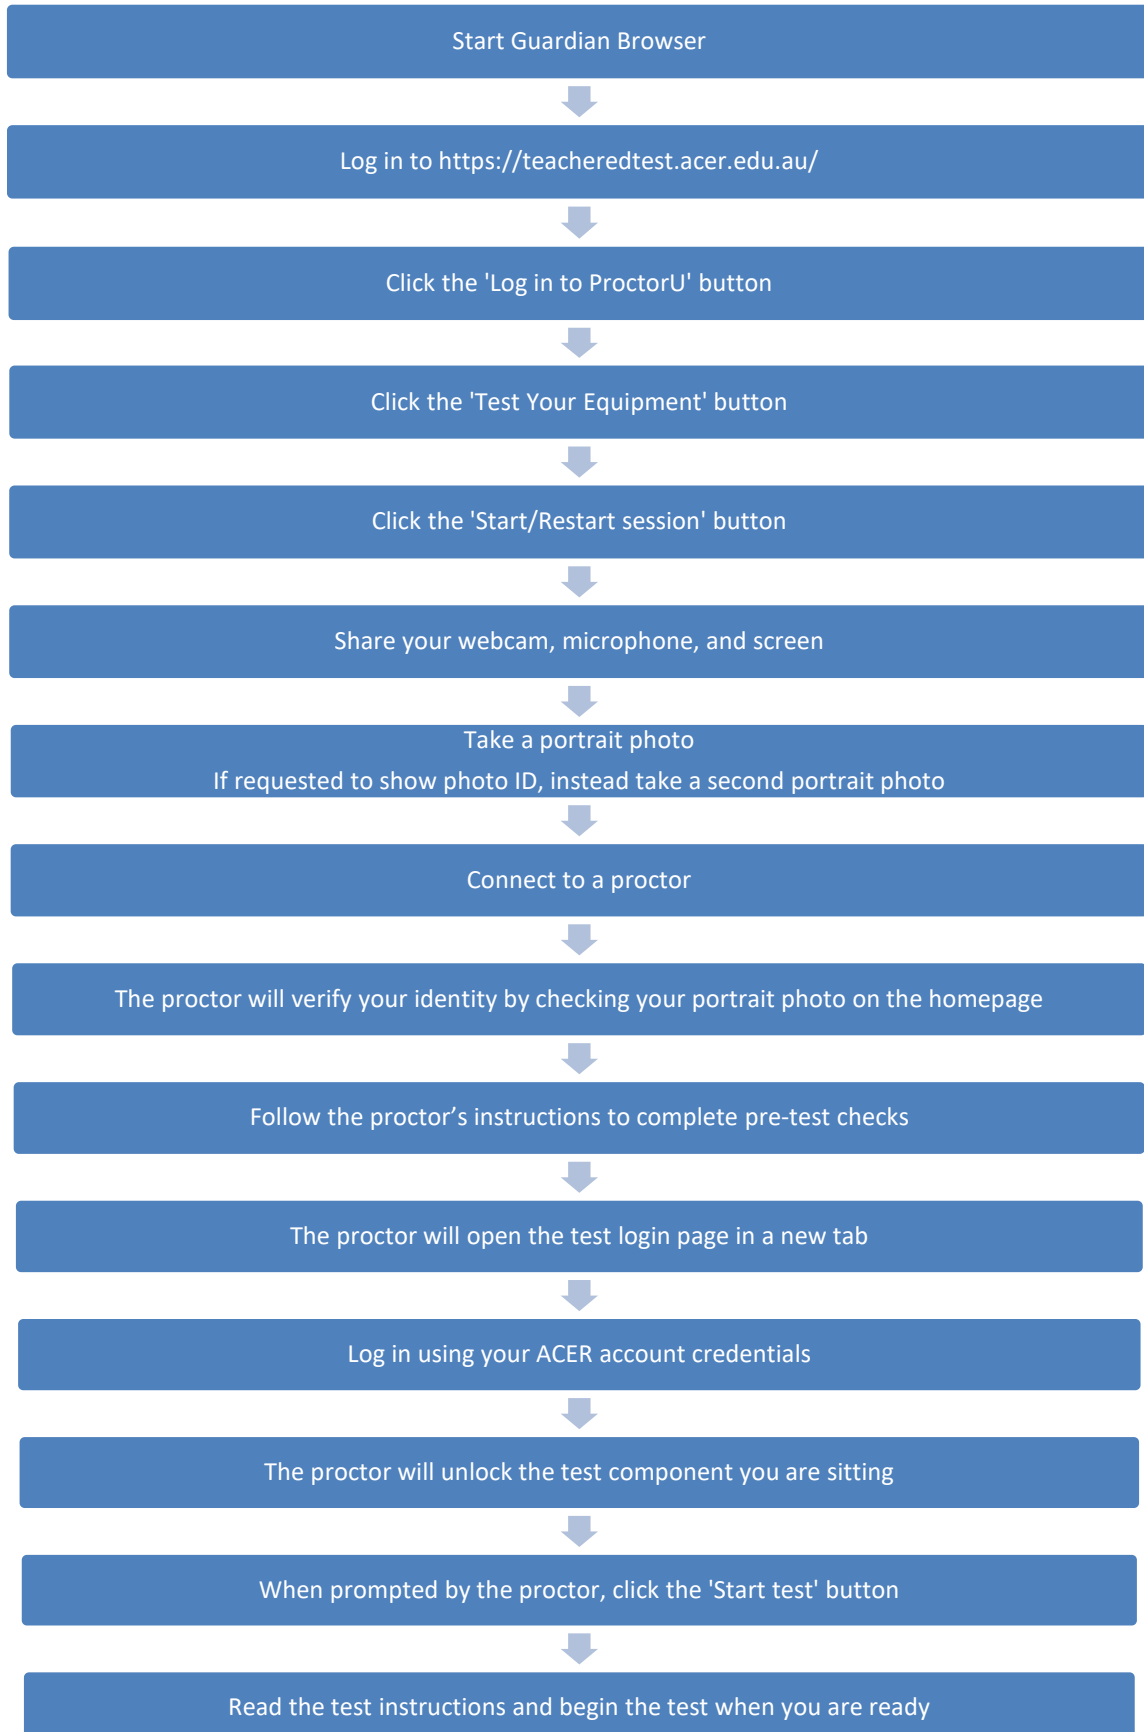 Start Guardian Browser
Log in to https://teacheredtest.acer.edu.au/
Click the 'Log in to ProctorU' button
Click the 'Test Your Equipment' button
Click the 'Start/Restart session' button
Share your webcam, microphone, and screen
Take a portrait photo
If requested to show photo ID, instead take a second portrait photo
Connect to a proctor
The proctor will verify your identity by checking your portrait photo on the homepage
Follow the proctor’s instructions to complete pre-test checks
The proctor will open the test login page in a new tab
Log in using your ACER account credentials
The proctor will unlock the test component you are sitting
When prompted by the proctor, click the 'Start test' button
Read the test instructions and begin the test when you are ready